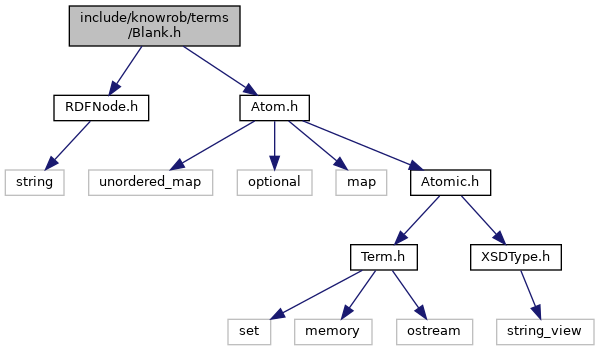 include/knowrob/terms
/Blank.h
RDFNode.h
Atom.h
string
unordered_map
optional
map
Atomic.h
Term.h
XSDType.h
set
memory
ostream
string_view